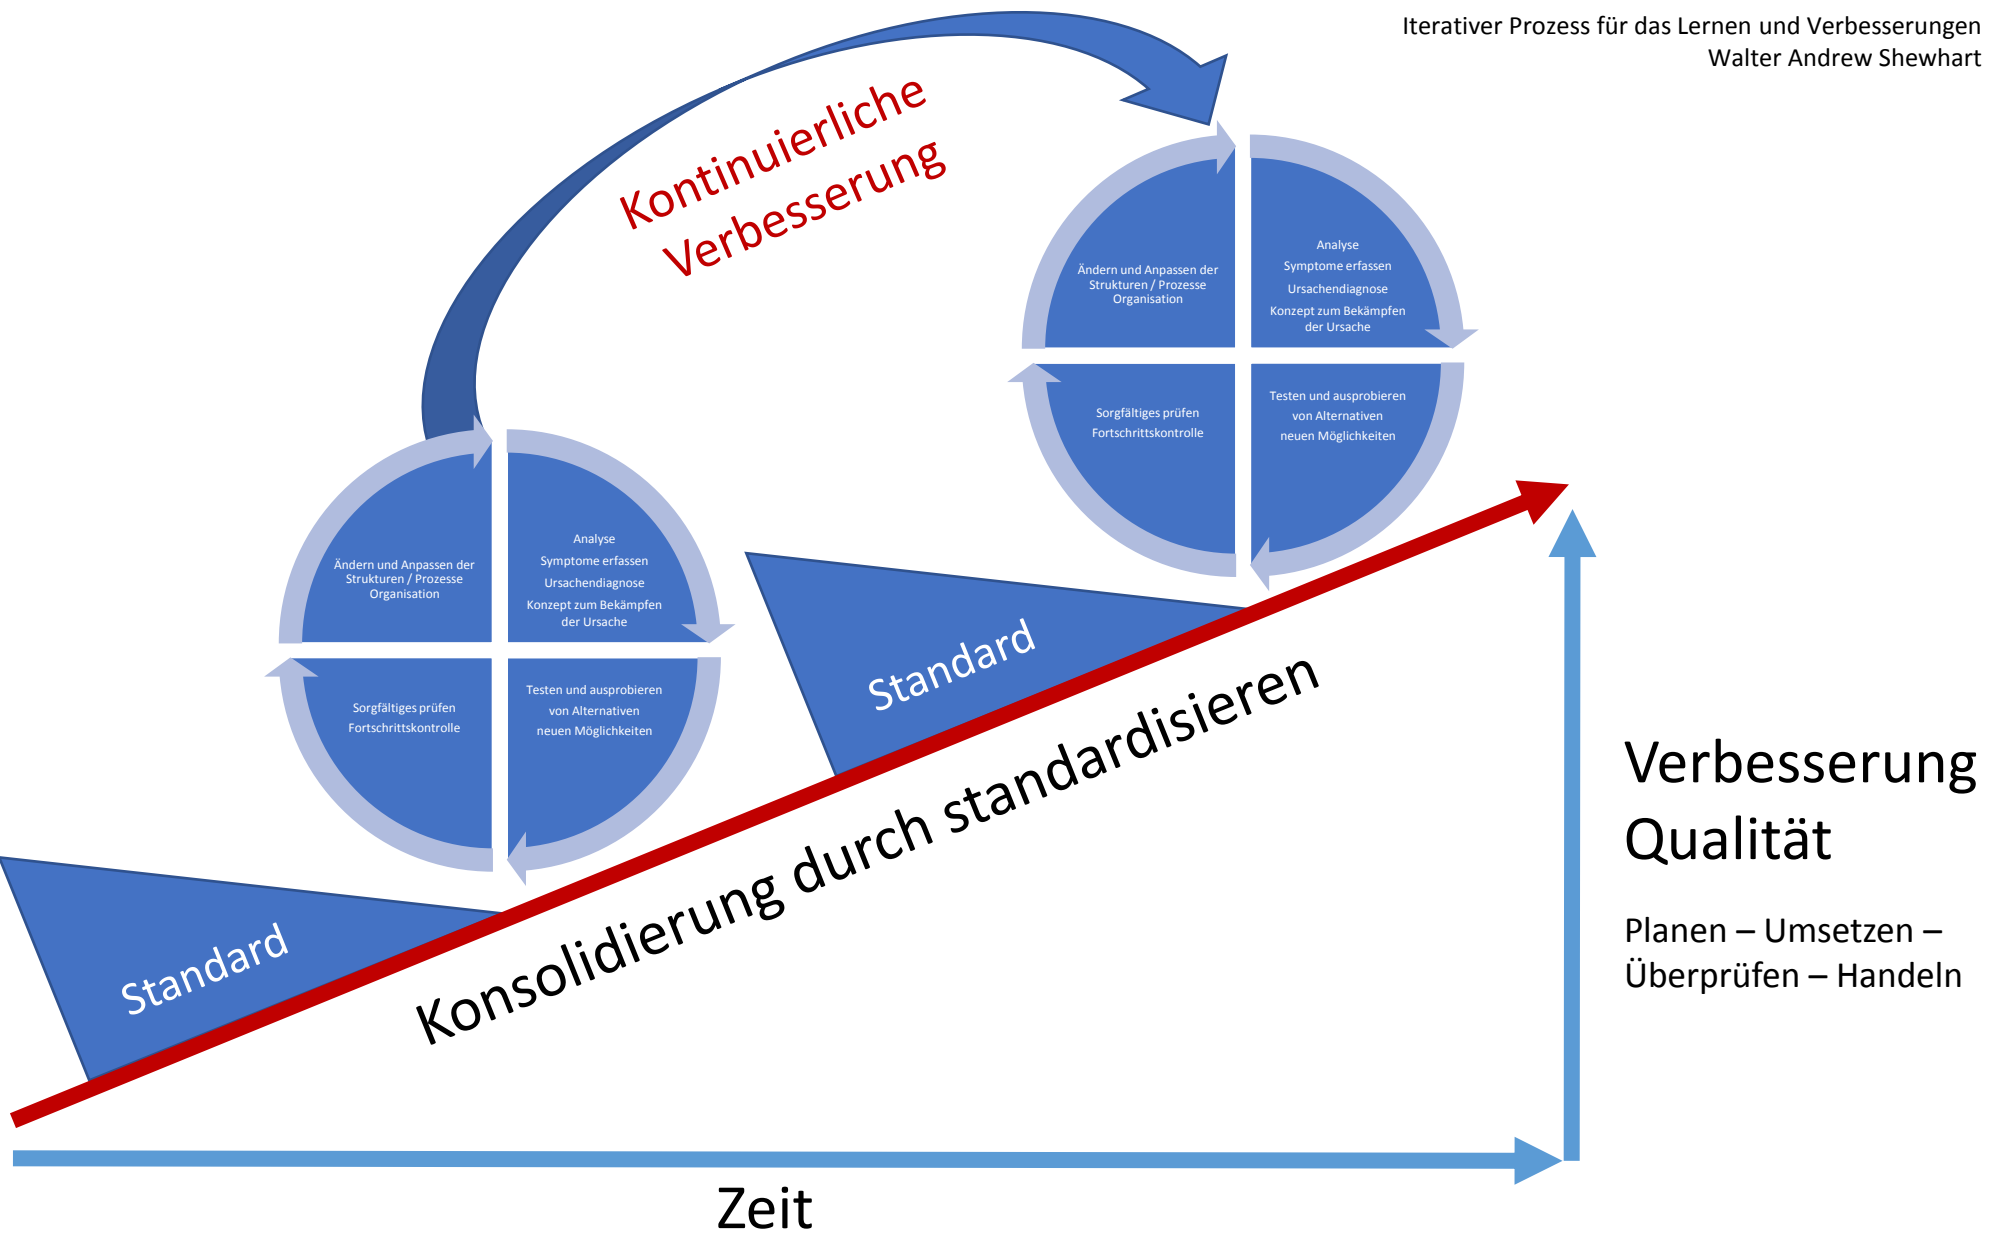 Iterativer Prozess für das Lernen und Verbesserungen
Walter Andrew Shewhart
Kontinuierliche
Verbesserung
Ändern und Anpassen der
Strukturen / Prozesse
Organisation
Analyse
Symptome erfassen
Ursachendiagnose
Konzept zum Bekämpfen
der Ursache
Sorgfältiges prüfen
Fortschrittskontrolle
Testen und ausprobieren
von Alternativen
neuen Möglichkeiten
Ändern und Anpassen der
Strukturen / Prozesse
Organisation
Analyse
Symptome erfassen
Ursachendiagnose
Konzept zum Bekämpfen
der Ursache
Sorgfältiges prüfen
Fortschrittskontrolle
Testen und ausprobieren
von Alternativen
neuen Möglichkeiten
Standard
Standard
Konsolidierung durch standardisieren
Verbesserung
Qualität
Planen – Umsetzen –
Überprüfen – Handeln
Zeit